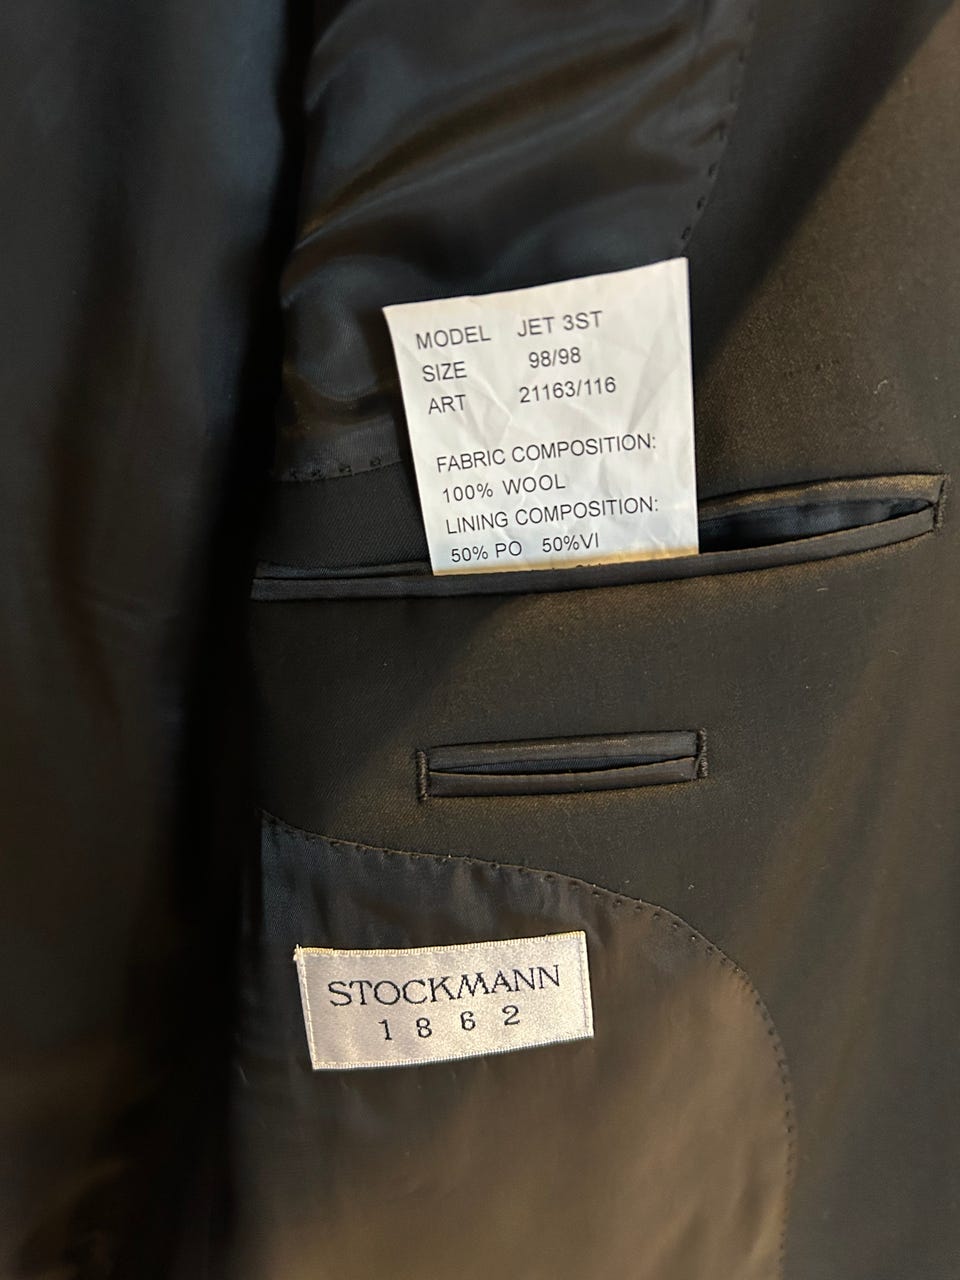 MODEL JET 3ST
SIZE 98/98
ART 21163/116
FABRIC COMPOSITION:
100% WOOL
LINING COMPOSITION:
50% PO 50%VI
STOCKMANN
1862